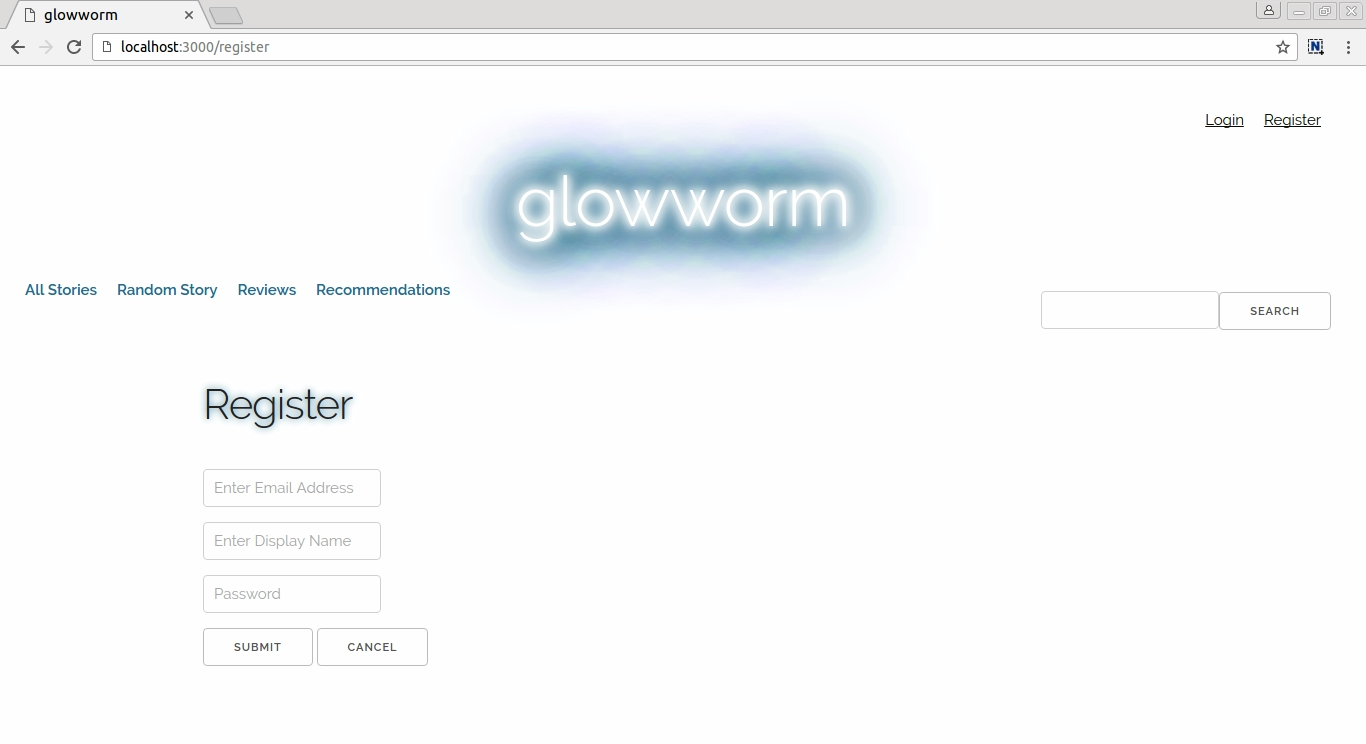 glowworm
localhost:3000/register
Login Register
glowworm
All Stories Random Story Reviews Recommendations
SEARCH
Register
Enter Email Address
Enter Display Name
Password
SUBMIT CANCEL